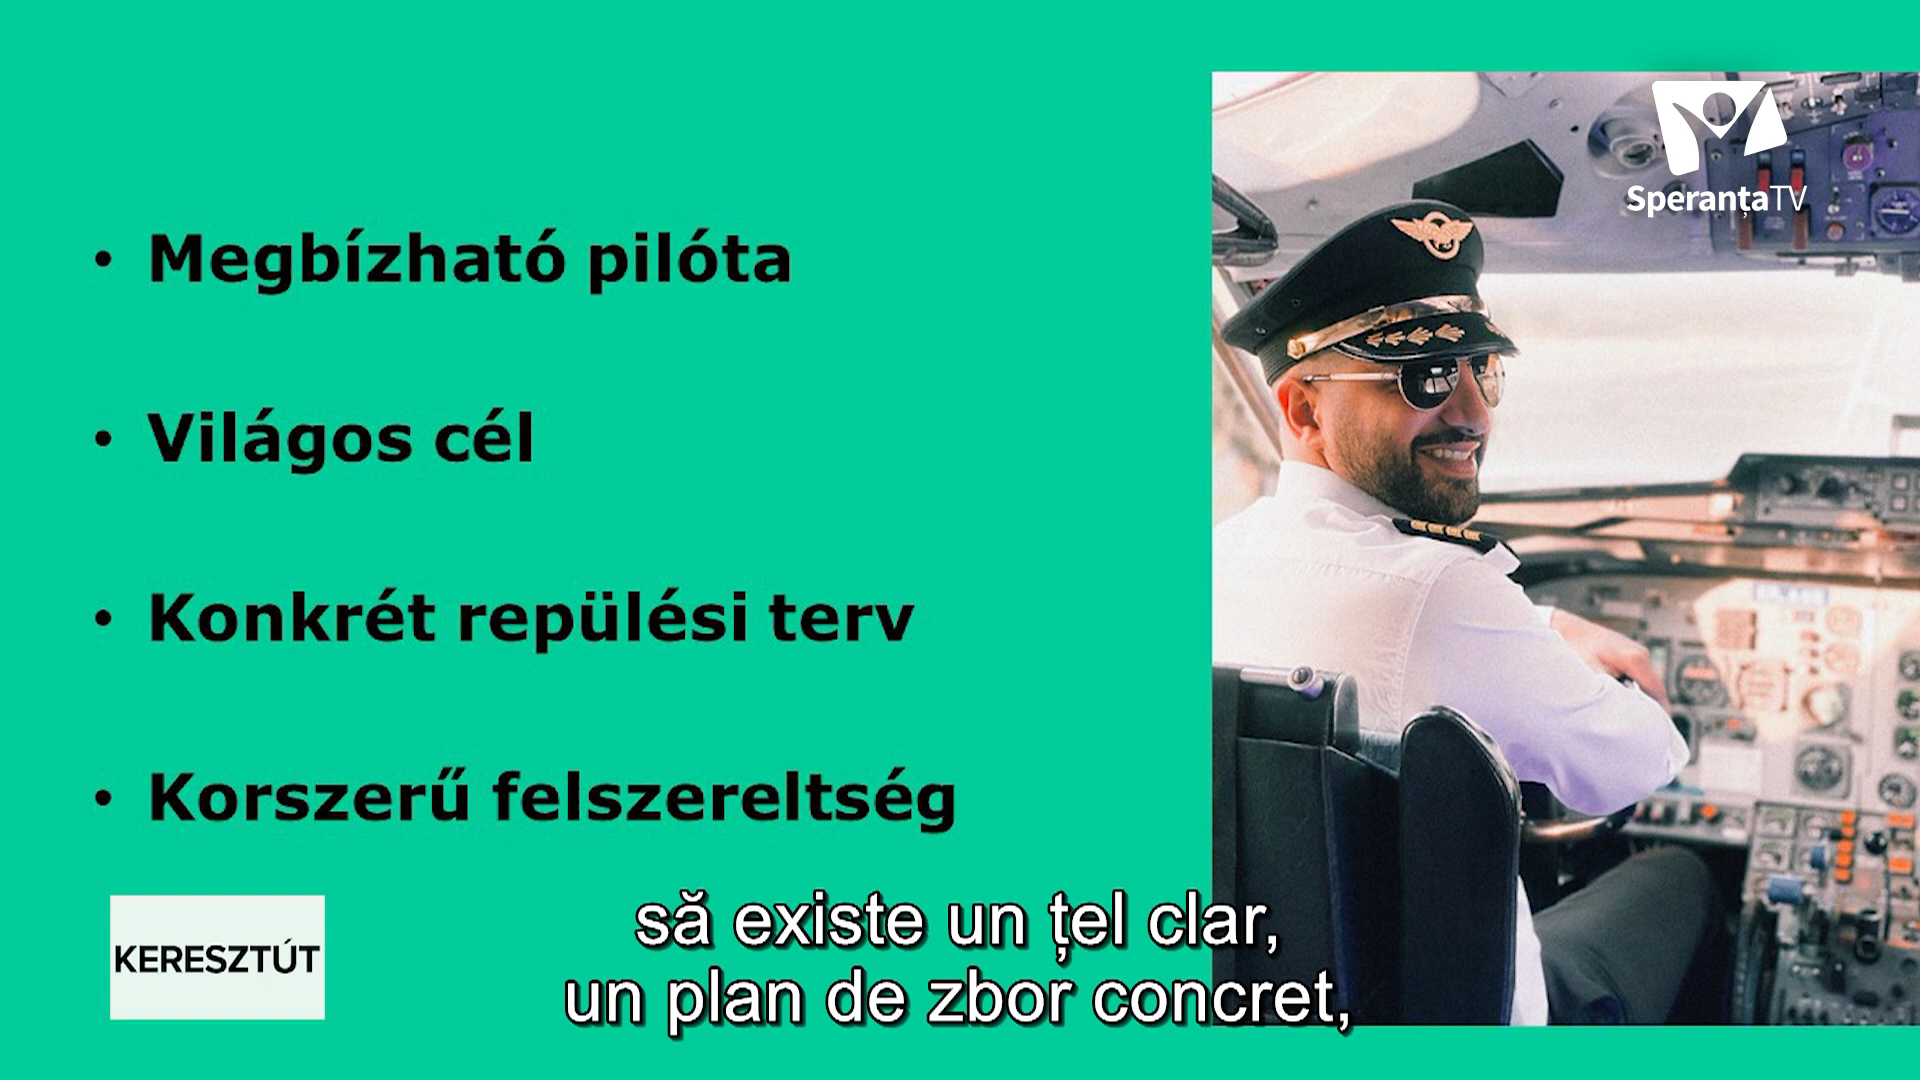 SperanțaTV
• Megbízható pilóta
• Világos cél
• Konkrét repülési terv
• Korszerű felszereltség
KERESZTÚT
să existe un țel clar,
un plan de zbor concret,